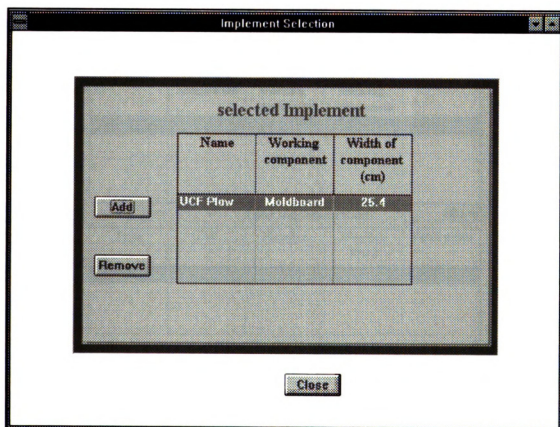 Implement Selection
selected Implement
Name Working component Width of component (cm)
UCF Plow Moldboard 25.4
Add
Remove
Close